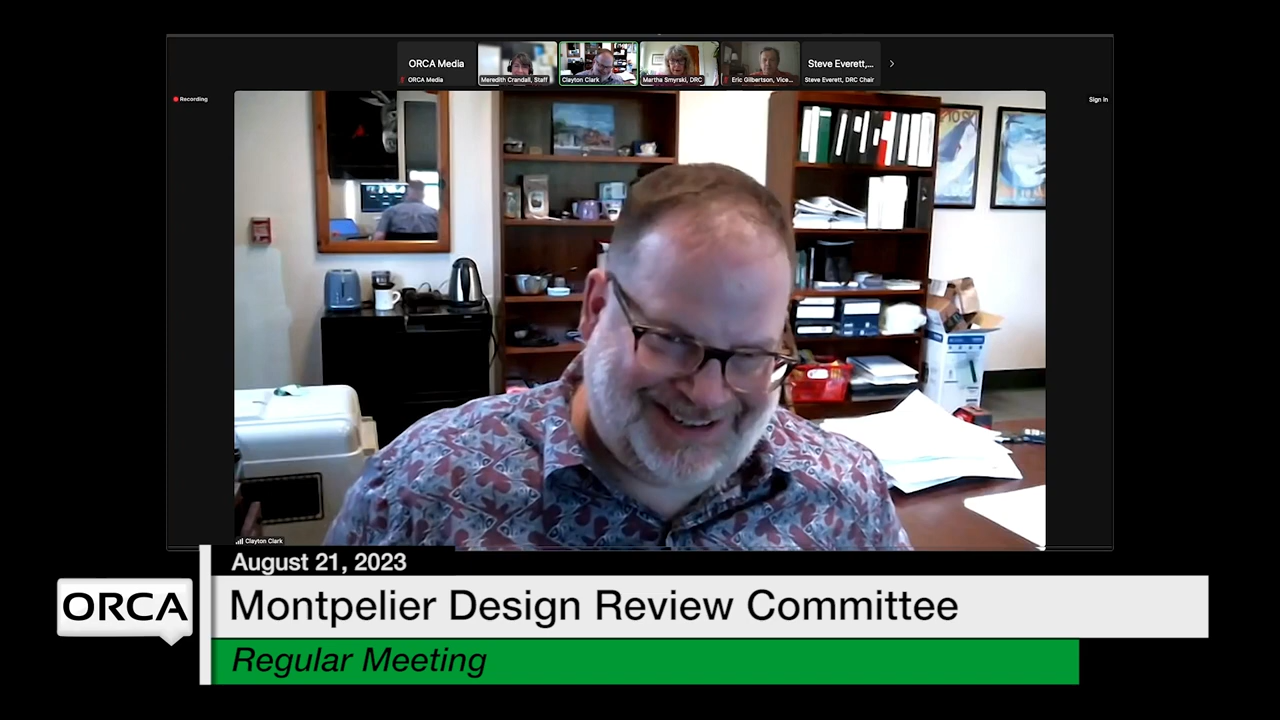 ORCA Media
Steve Everett,...
ORCA Media
Meredith Crandall, Staff
Clayton Clark
Martha Smyrski, DRC
Eric Gilbertson, Vice...
Steve Everett, DRC Chair
Recording
Sign in
Clayton Clark
August 21, 2023
ORCA
Montpelier Design Review Committee
Regular Meeting